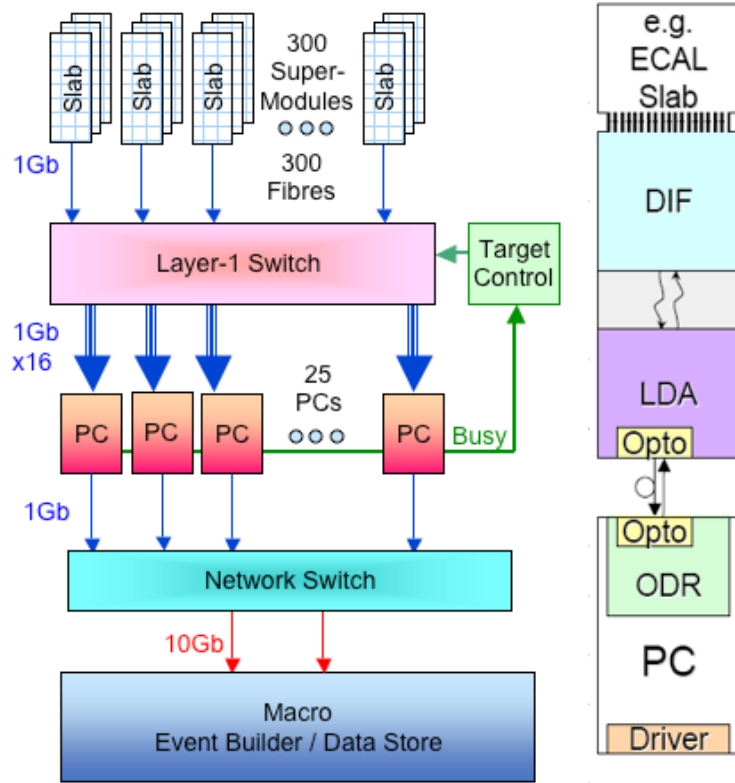 Slab
Slab
Slab
300
Super-
Modules
Slab
1Gb
300
Fibres
Layer-1 Switch
Target
Control
1Gb
x16
25
PCs
PC
PC
PC
PC
Busy
1Gb
Network Switch
10Gb
Macro
Event Builder / Data Store
e.g.
ECAL
Slab
DIF
LDA
Opto
Opto
ODR
PC
Driver